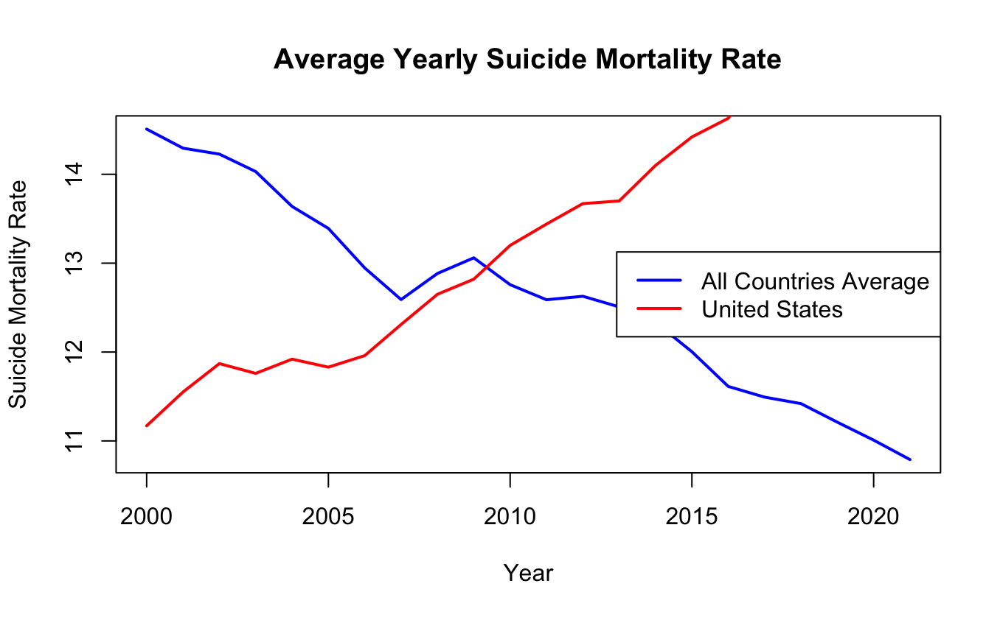 Average Yearly Suicide Mortality Rate
Suicide Mortality Rate
14
13
12
11
All Countries Average
United States
2000 2005 2010 2015 2020
Year